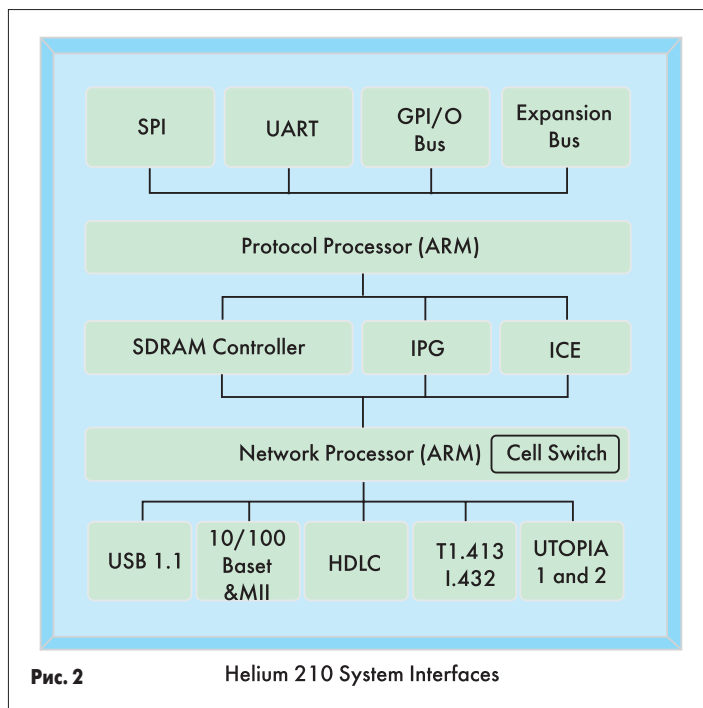 SPI
UART
GPI/O
Bus
Expansion
Bus
Protocol Processor (ARM)
SDRAM Controller
IPG
ICE
Network Processor (ARM)
Cell Switch
USB 1.1
10/100
Baset
&MII
HDLC
T1.413
I.432
UTOPIA
1 and 2
Рис. 2
Helium 210 System Interfaces